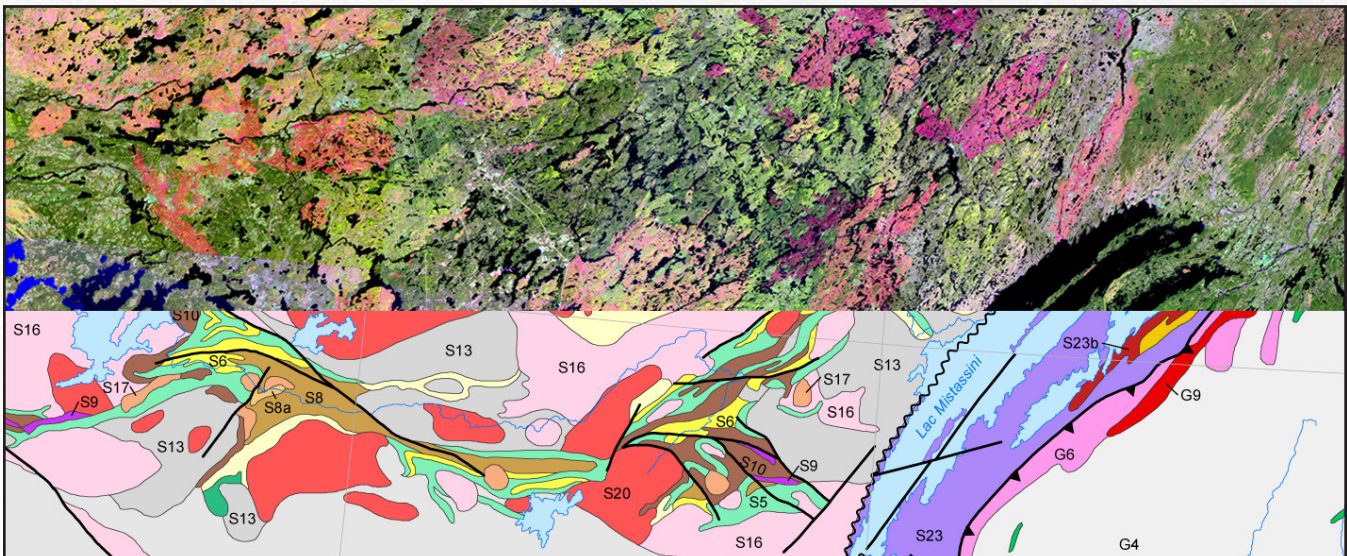 S10
S16
S13
S16
S6
S17
S8
S8a
S9
S13
S13
S20
S6
S10
S9
S5
S16
S13
S17
S16
Lac Mistassini
S23b
G9
G6
S23
G4